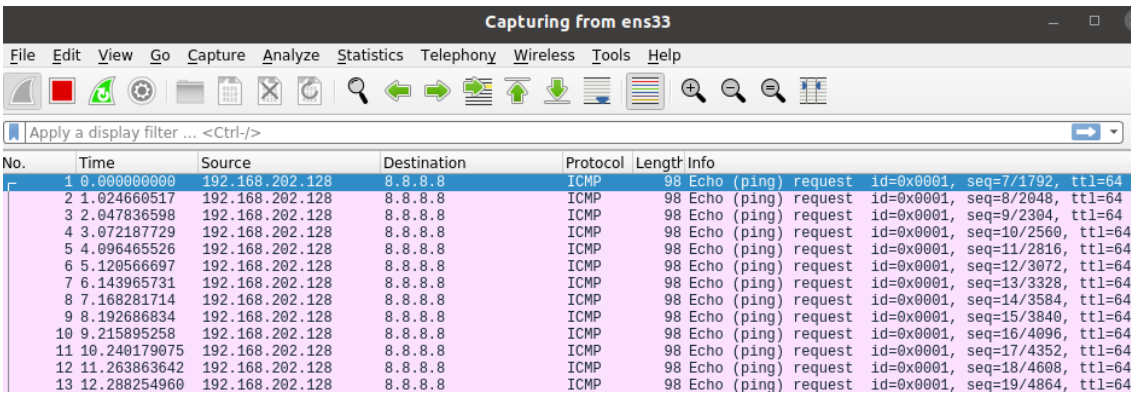 Capturing from ens33
File Edit View Go Capture Analyze Statistics Telephony Wireless Tools Help
Apply a display filter ... <Ctrl-/>
No. Time Source Destination Protocol Length Info
1 0.000000000 192.168.202.128 8.8.8.8 ICMP 98 Echo (ping) request id=0x0001, seq=7/1792, ttl=64
2 1.024660517 192.168.202.128 8.8.8.8 ICMP 98 Echo (ping) request id=0x0001, seq=8/2048, ttl=64
3 2.047836598 192.168.202.128 8.8.8.8 ICMP 98 Echo (ping) request id=0x0001, seq=9/2304, ttl=64
4 3.072187729 192.168.202.128 8.8.8.8 ICMP 98 Echo (ping) request id=0x0001, seq=10/2560, ttl=64
5 4.096465526 192.168.202.128 8.8.8.8 ICMP 98 Echo (ping) request id=0x0001, seq=11/2816, ttl=64
6 5.120566697 192.168.202.128 8.8.8.8 ICMP 98 Echo (ping) request id=0x0001, seq=12/3072, ttl=64
7 6.143965731 192.168.202.128 8.8.8.8 ICMP 98 Echo (ping) request id=0x0001, seq=13/3328, ttl=64
8 7.168281714 192.168.202.128 8.8.8.8 ICMP 98 Echo (ping) request id=0x0001, seq=14/3584, ttl=64
9 8.192686834 192.168.202.128 8.8.8.8 ICMP 98 Echo (ping) request id=0x0001, seq=15/3840, ttl=64
10 9.215895258 192.168.202.128 8.8.8.8 ICMP 98 Echo (ping) request id=0x0001, seq=16/4096, ttl=64
11 10.240179075 192.168.202.128 8.8.8.8 ICMP 98 Echo (ping) request id=0x0001, seq=17/4352, ttl=64
12 11.263863642 192.168.202.128 8.8.8.8 ICMP 98 Echo (ping) request id=0x0001, seq=18/4608, ttl=64
13 12.288254960 192.168.202.128 8.8.8.8 ICMP 98 Echo (ping) request id=0x0001, seq=19/4864, ttl=64